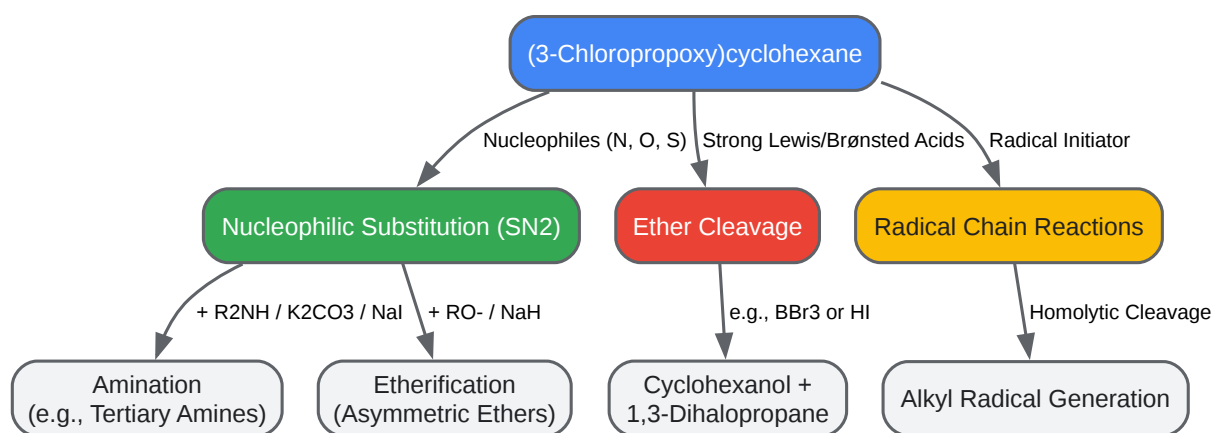 (3-Chloropropoxy)cyclohexane
Nucleophiles (N, O, S)
Strong Lewis/Brønsted Acids
Radical Initiator
Nucleophilic Substitution (SN2)
Ether Cleavage
Radical Chain Reactions
+ R2NH / K2CO3 / NaI
+ RO- / NaH
e.g., BBr3 or HI
Homolytic Cleavage
Amination
(e.g., Tertiary Amines)
Etherification
(Asymmetric Ethers)
Cyclohexanol +
1,3-Dihalopropane
Alkyl Radical Generation